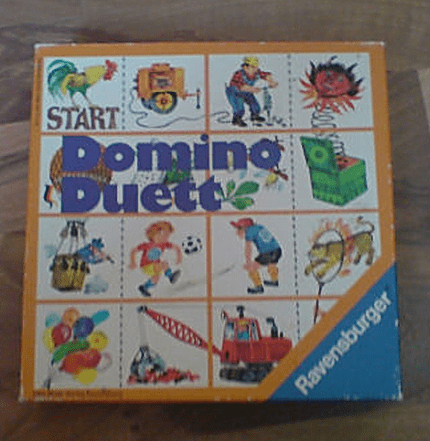 START
Domino
Duett
Ravensburger